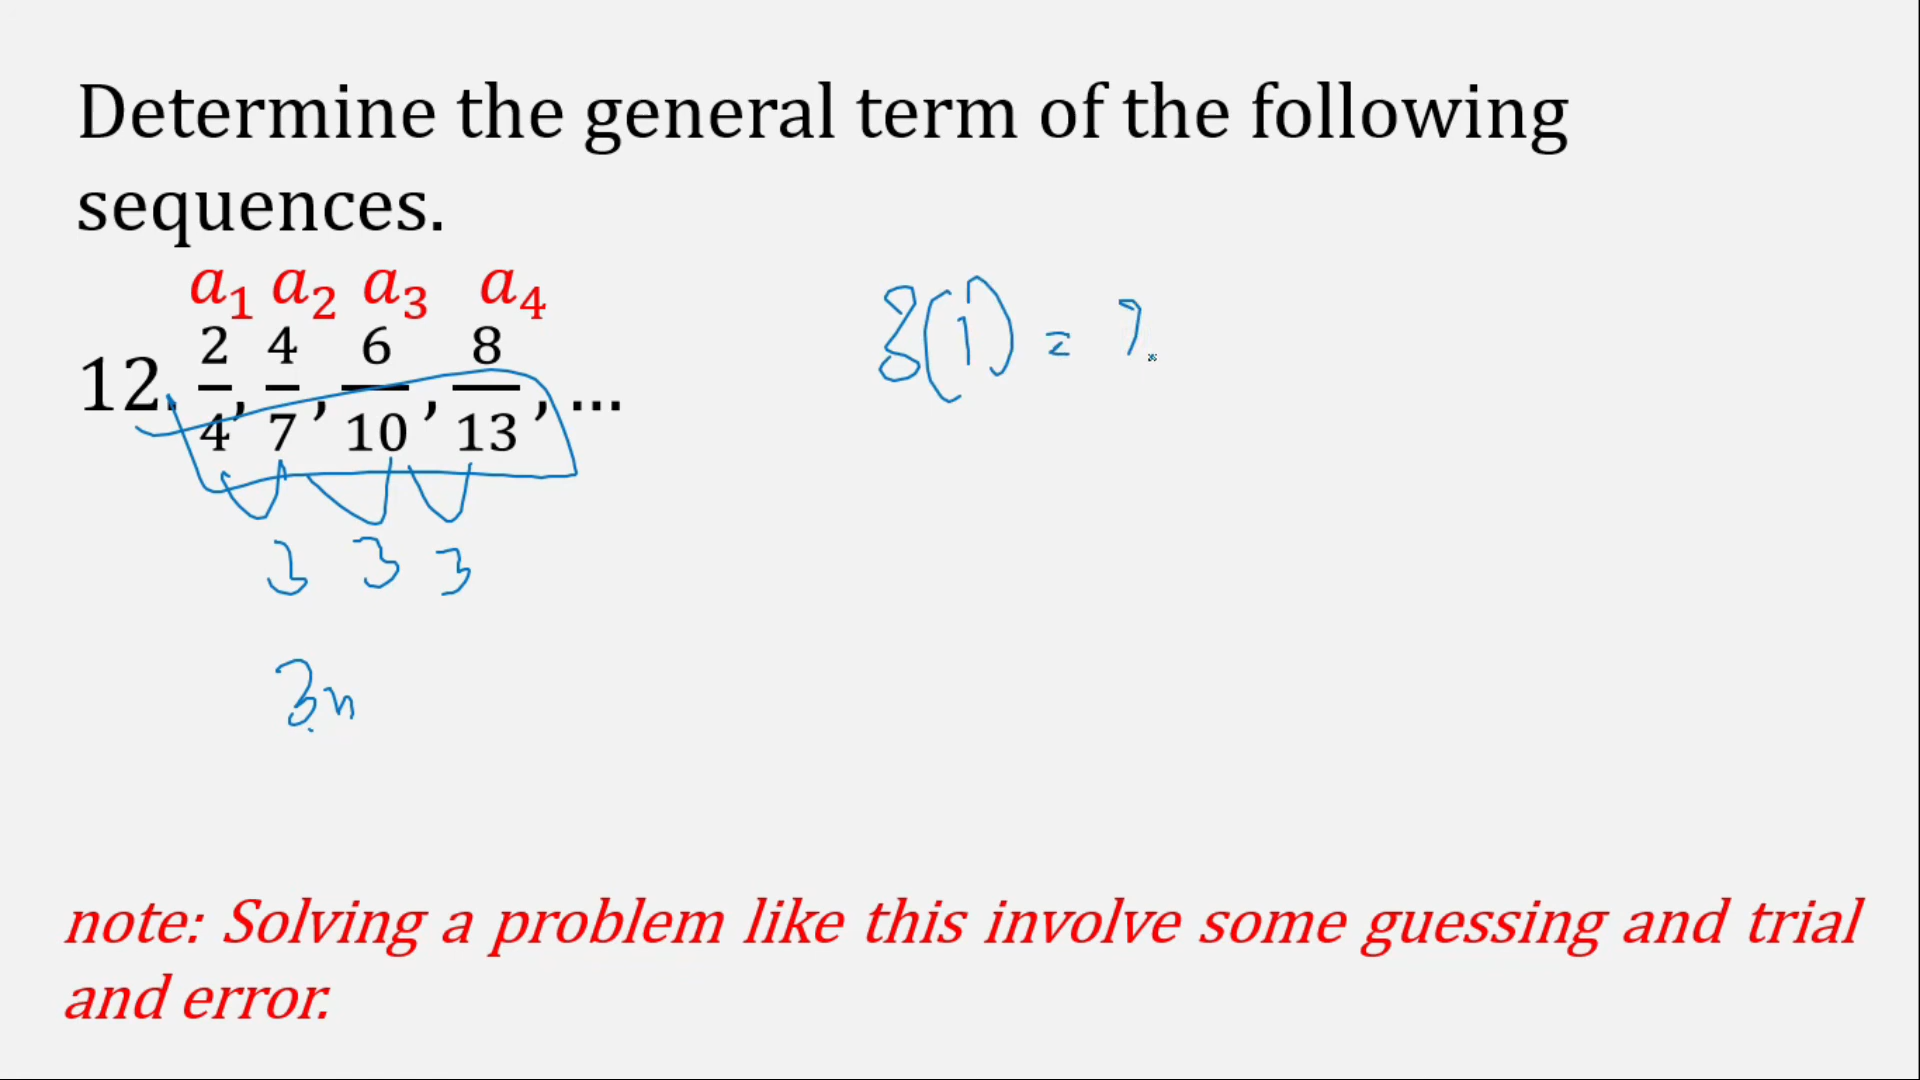 Determine the general term of the following
sequences.
a₁ a₂ a₃ a₄
12. 2/4, 4/7, 6/10, 8/13, ...
3 3 3
3n
3(1) = 3
note: Solving a problem like this involve some guessing and trial
and error.